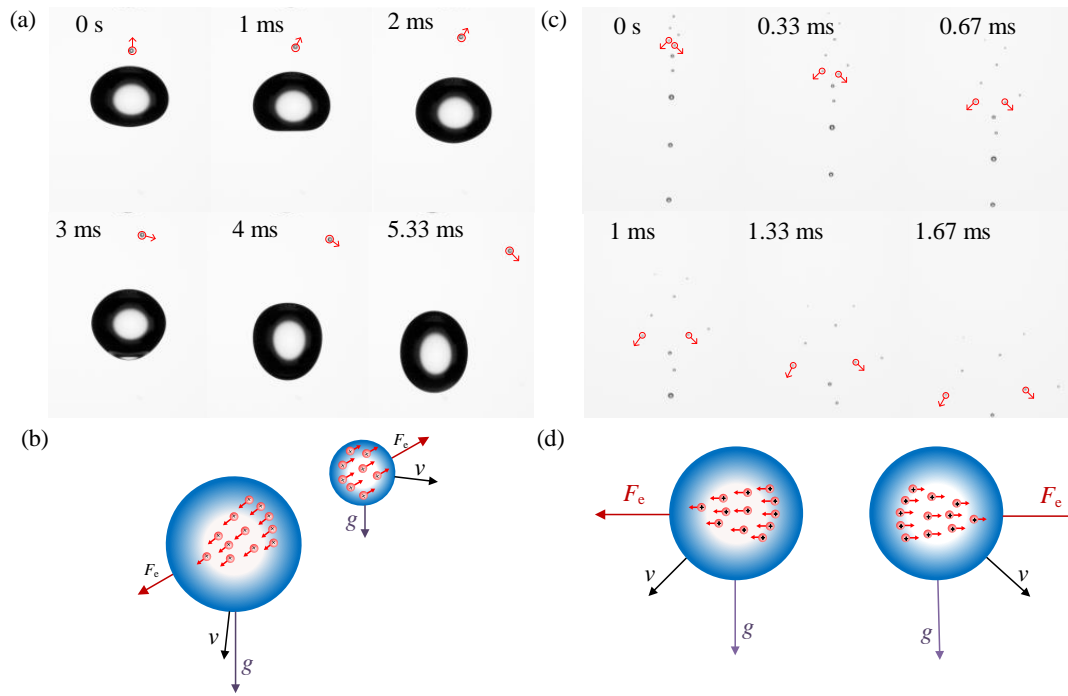 (a)
0 s
1 ms
2 ms
3 ms
4 ms
5.33 ms
(c)
0 s
0.33 ms
0.67 ms
1 ms
1.33 ms
1.67 ms
(b)
Fe
v
g
Fe
v
g
(d)
Fe
v
g
Fe
v
g